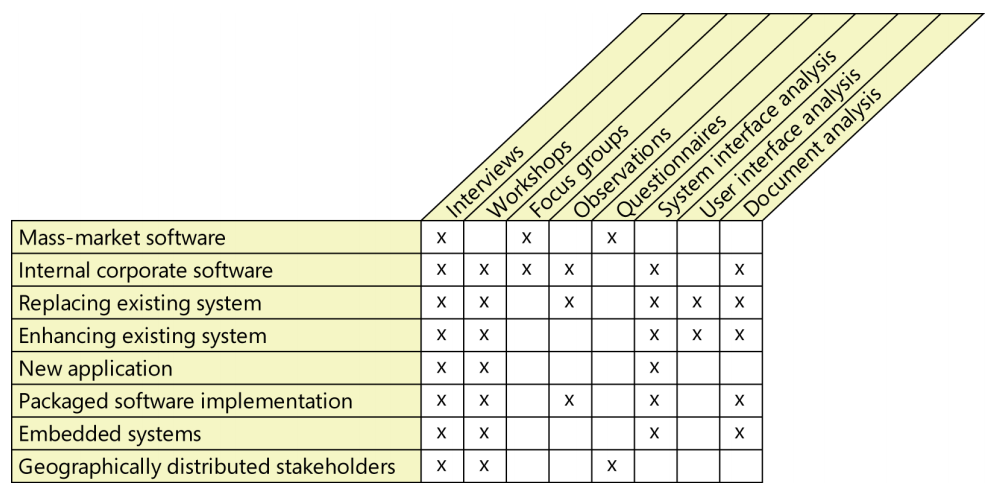 Interviews
Workshops
Focus groups
Observations
Questionnaires
System interface analysis
User interface analysis
Document analysis
Mass-market software x x x
Internal corporate software x x x x x x
Replacing existing system x x x x x x
Enhancing existing system x x x x x
New application x x x
Packaged software implementation x x x x x
Embedded systems x x x x
Geographically distributed stakeholders x x x